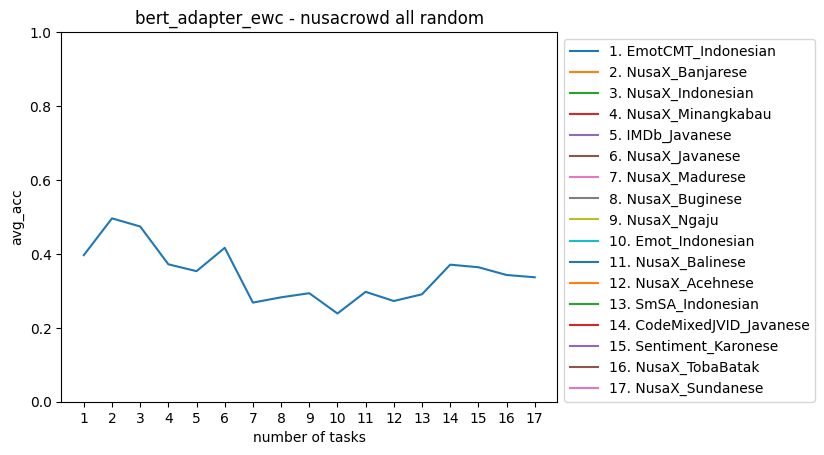 bert_adapter_ewc - nusacrowd all random
1.0
0.8
0.6
0.4
0.2
0.0
avg_acc
1 2 3 4 5 6 7 8 9 10 11 12 13 14 15 16 17
number of tasks
1. EmotCMT_Indonesian
2. NusaX_Banjarese
3. NusaX_Indonesian
4. NusaX_Minangkabau
5. IMDb_Javanese
6. NusaX_Javanese
7. NusaX_Madurese
8. NusaX_Buginese
9. NusaX_Ngaju
10. Emot_Indonesian
11. NusaX_Balinese
12. NusaX_Acehnese
13. SmSA_Indonesian
14. CodeMixedJVID_Javanese
15. Sentiment_Karonese
16. NusaX_TobaBatak
17. NusaX_Sundanese